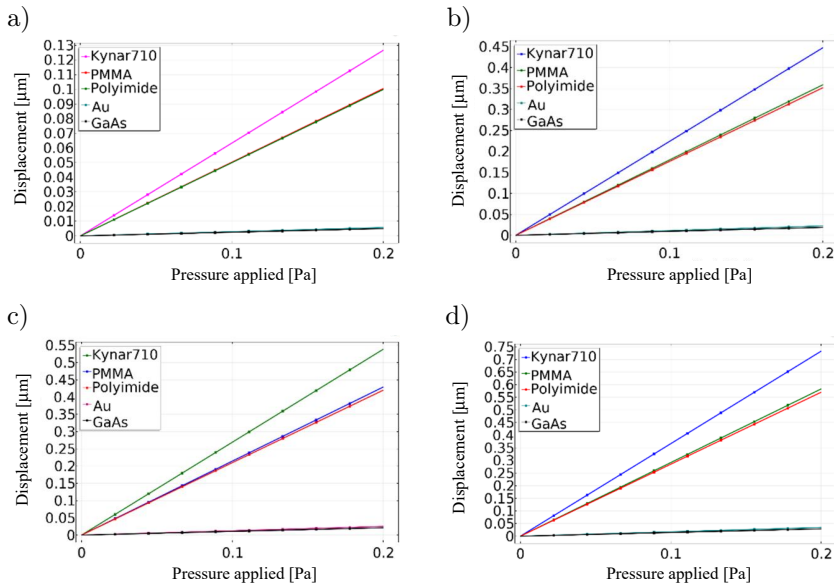 a)
0.13
0.12
0.11
0.1
0.09
0.08
0.07
0.06
0.05
0.04
0.03
0.02
0.01
0
Displacement [µm]
Kynar710
PMMA
Polyimide
Au
GaAs
0
0.1
0.2
Pressure applied [Pa]
b)
0.45
0.4
0.35
0.3
0.25
0.2
0.15
0.1
0.05
0
Displacement [µm]
Kynar710
PMMA
Polyimide
Au
GaAs
0
0.1
0.2
Pressure applied [Pa]
c)
0.55
0.5
0.45
0.4
0.35
0.3
0.25
0.2
0.15
0.1
0.05
0
Displacement [µm]
Kynar710
PMMA
Polyimide
Au
GaAs
0
0.1
0.2
Pressure applied [Pa]
d)
0.75
0.7
0.65
0.6
0.55
0.5
0.45
0.4
0.35
0.3
0.25
0.2
0.15
0.1
0.05
0
Displacement [µm]
Kynar710
PMMA
Polyimide
Au
GaAs
0
0.1
0.2
Pressure applied [Pa]